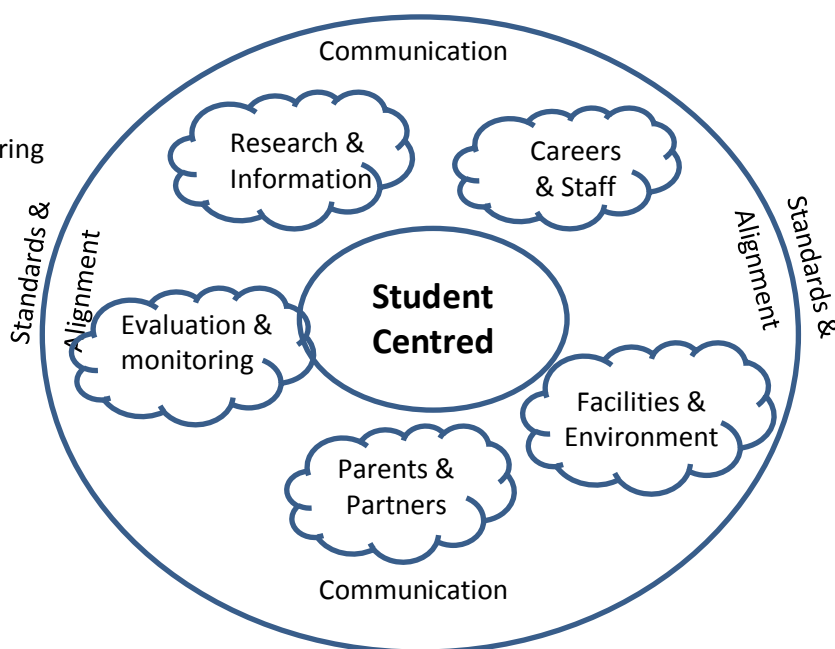 Communication
Research &
Information
Careers
& Staff
ring
Standards &
Alignment
Alignment
Standards &
Student
Centred
Evaluation &
monitoring
Facilities &
Environment
Parents &
Partners
Communication